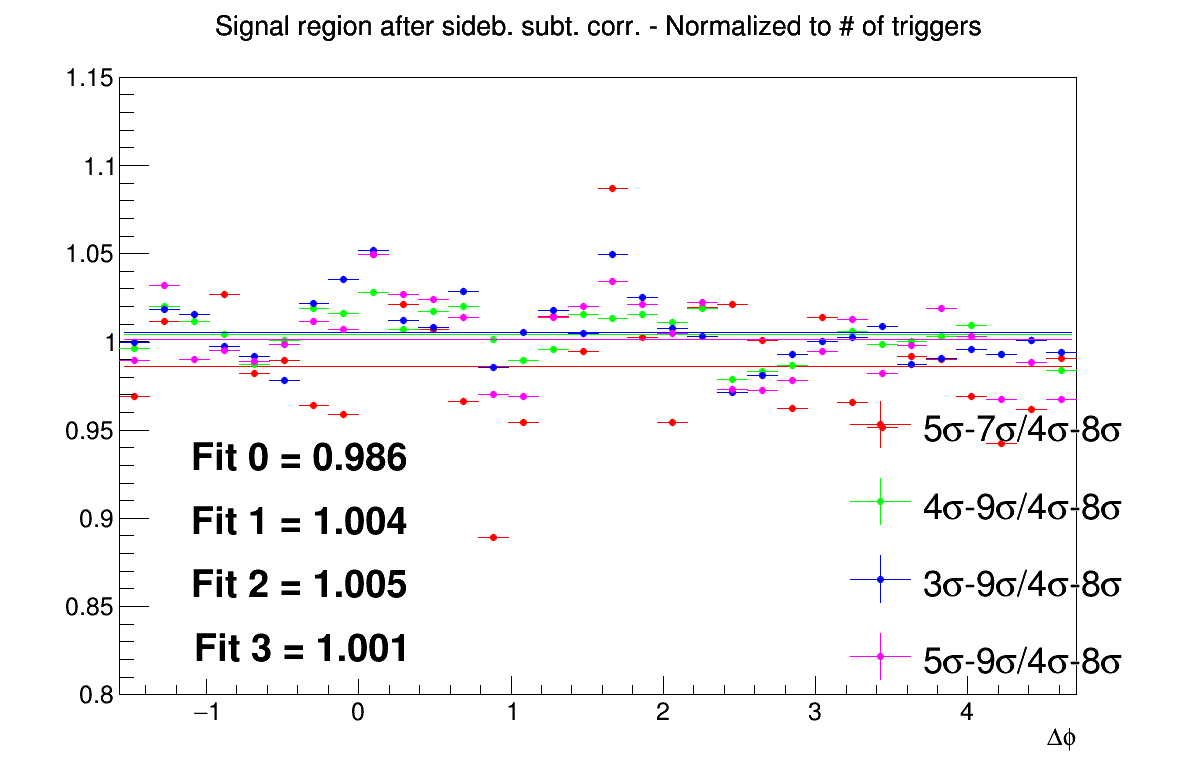 Signal region after sideb. subt. corr. - Normalized to # of triggers
1.15
1.1
1.05
1
0.95
0.9
0.85
0.8
Fit 0 = 0.986
Fit 1 = 1.004
Fit 2 = 1.005
Fit 3 = 1.001
5σ-7σ/4σ-8σ
4σ-9σ/4σ-8σ
3σ-9σ/4σ-8σ
5σ-9σ/4σ-8σ
−1 0 1 2 3 4
Δϕ